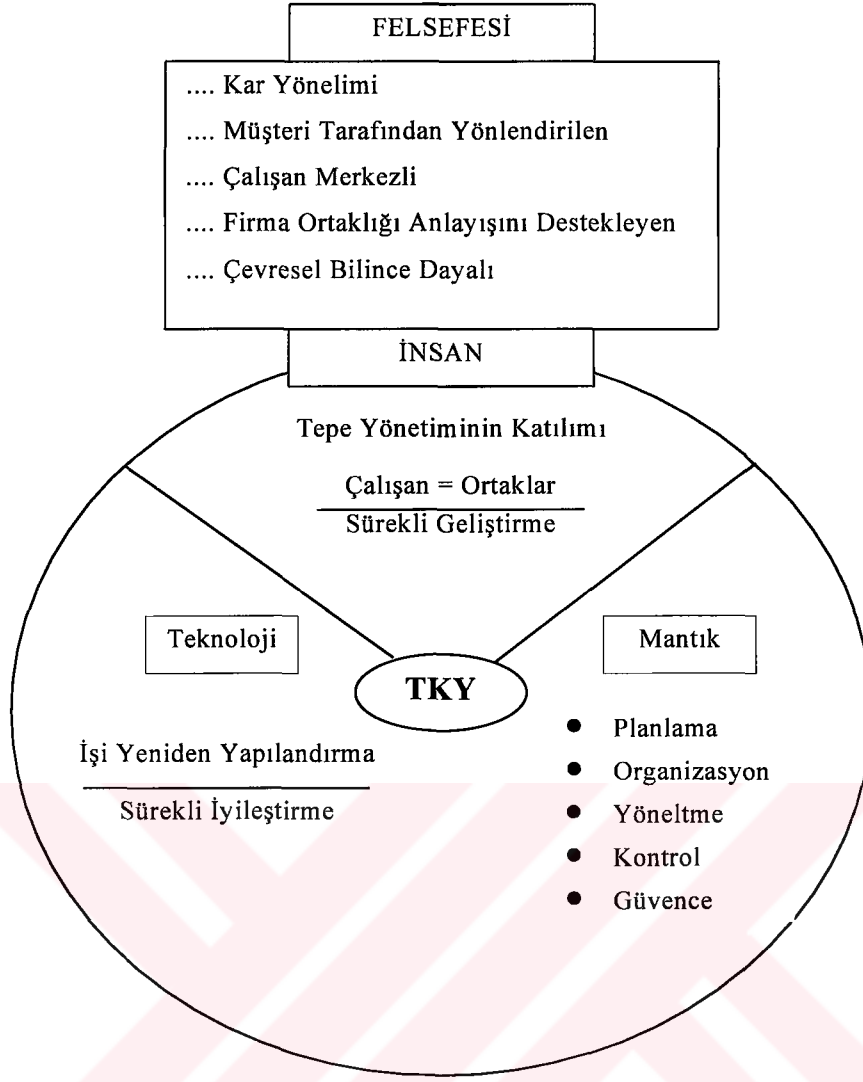 FELSEFESİ
.... Kar Yönelimi
.... Müşteri Tarafından Yönlendirilen
.... Çalışan Merkezli
.... Firma Ortaklığı Anlayışını Destekleyen
.... Çevresel Bilince Dayalı
İNSAN
Tepe Yönetiminin Katılımı
Çalışan = Ortaklar
Sürekli Geliştirme
Teknoloji
İşi Yeniden Yapılandırma
Sürekli İyileştirme
TKY
Mantık
● Planlama
● Organizasyon
● Yöneltme
● Kontrol
● Güvence